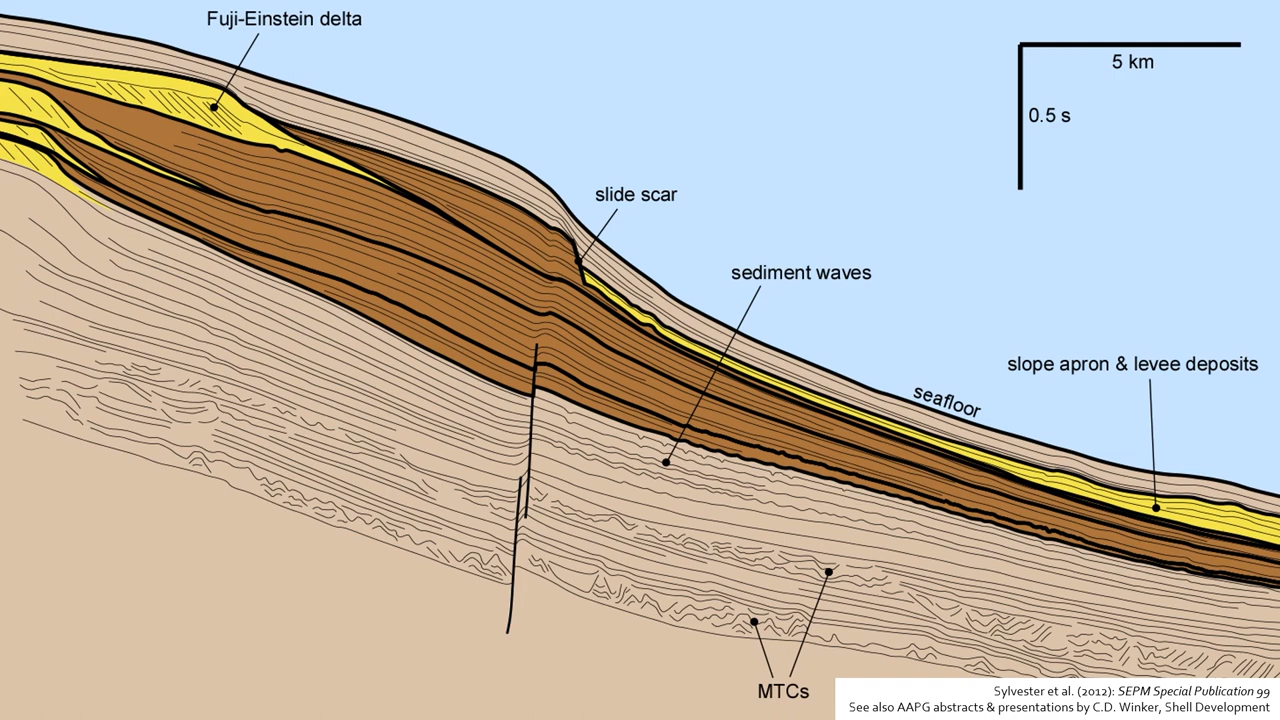 Fuji-Einstein delta
5 km
0.5 s
slide scar
sediment waves
slope apron & levee deposits
seafloor
MTCs
Sylvester et al. (2012): SEPM Special Publication 99
See also AAPG abstracts & presentations by C.D. Winker, Shell Development